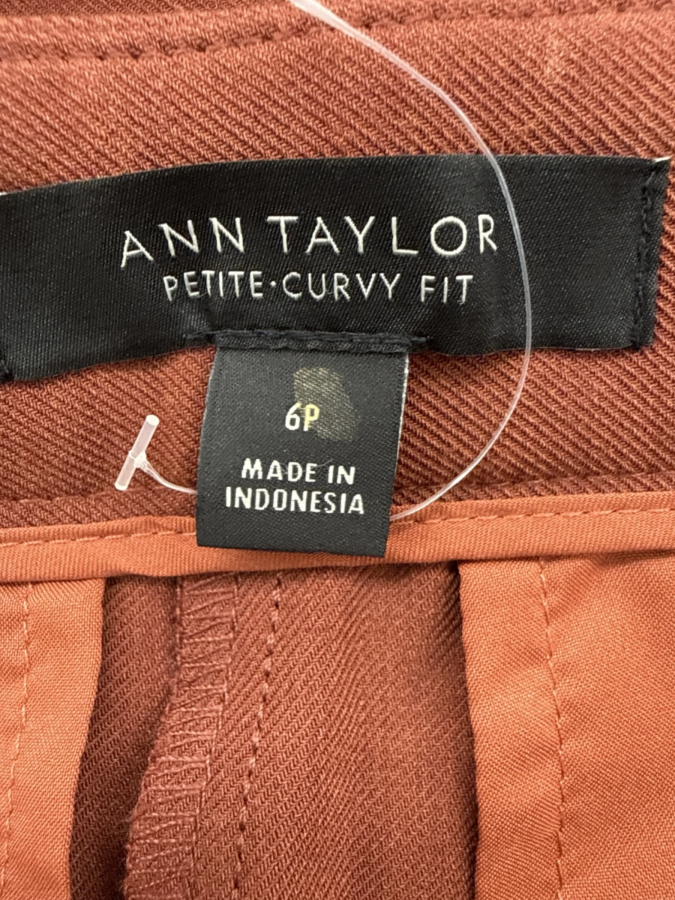 ANN TAYLOR
PETITE·CURVY FIT
6P
MADE IN
INDONESIA